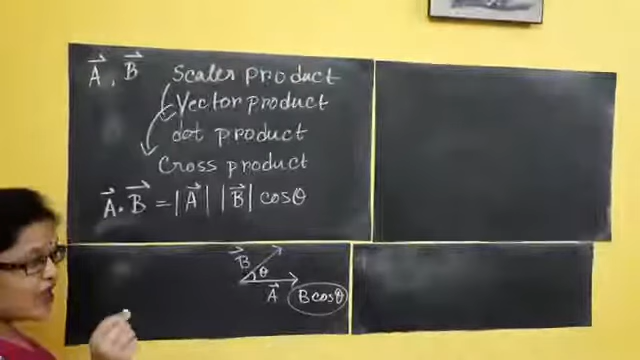 A⃗, B⃗ Scaler product
Vector product
dot product
Cross product
A⃗·B⃗ = |A⃗| |B⃗| cosθ
B⃗ θ
A⃗ Bcosθ